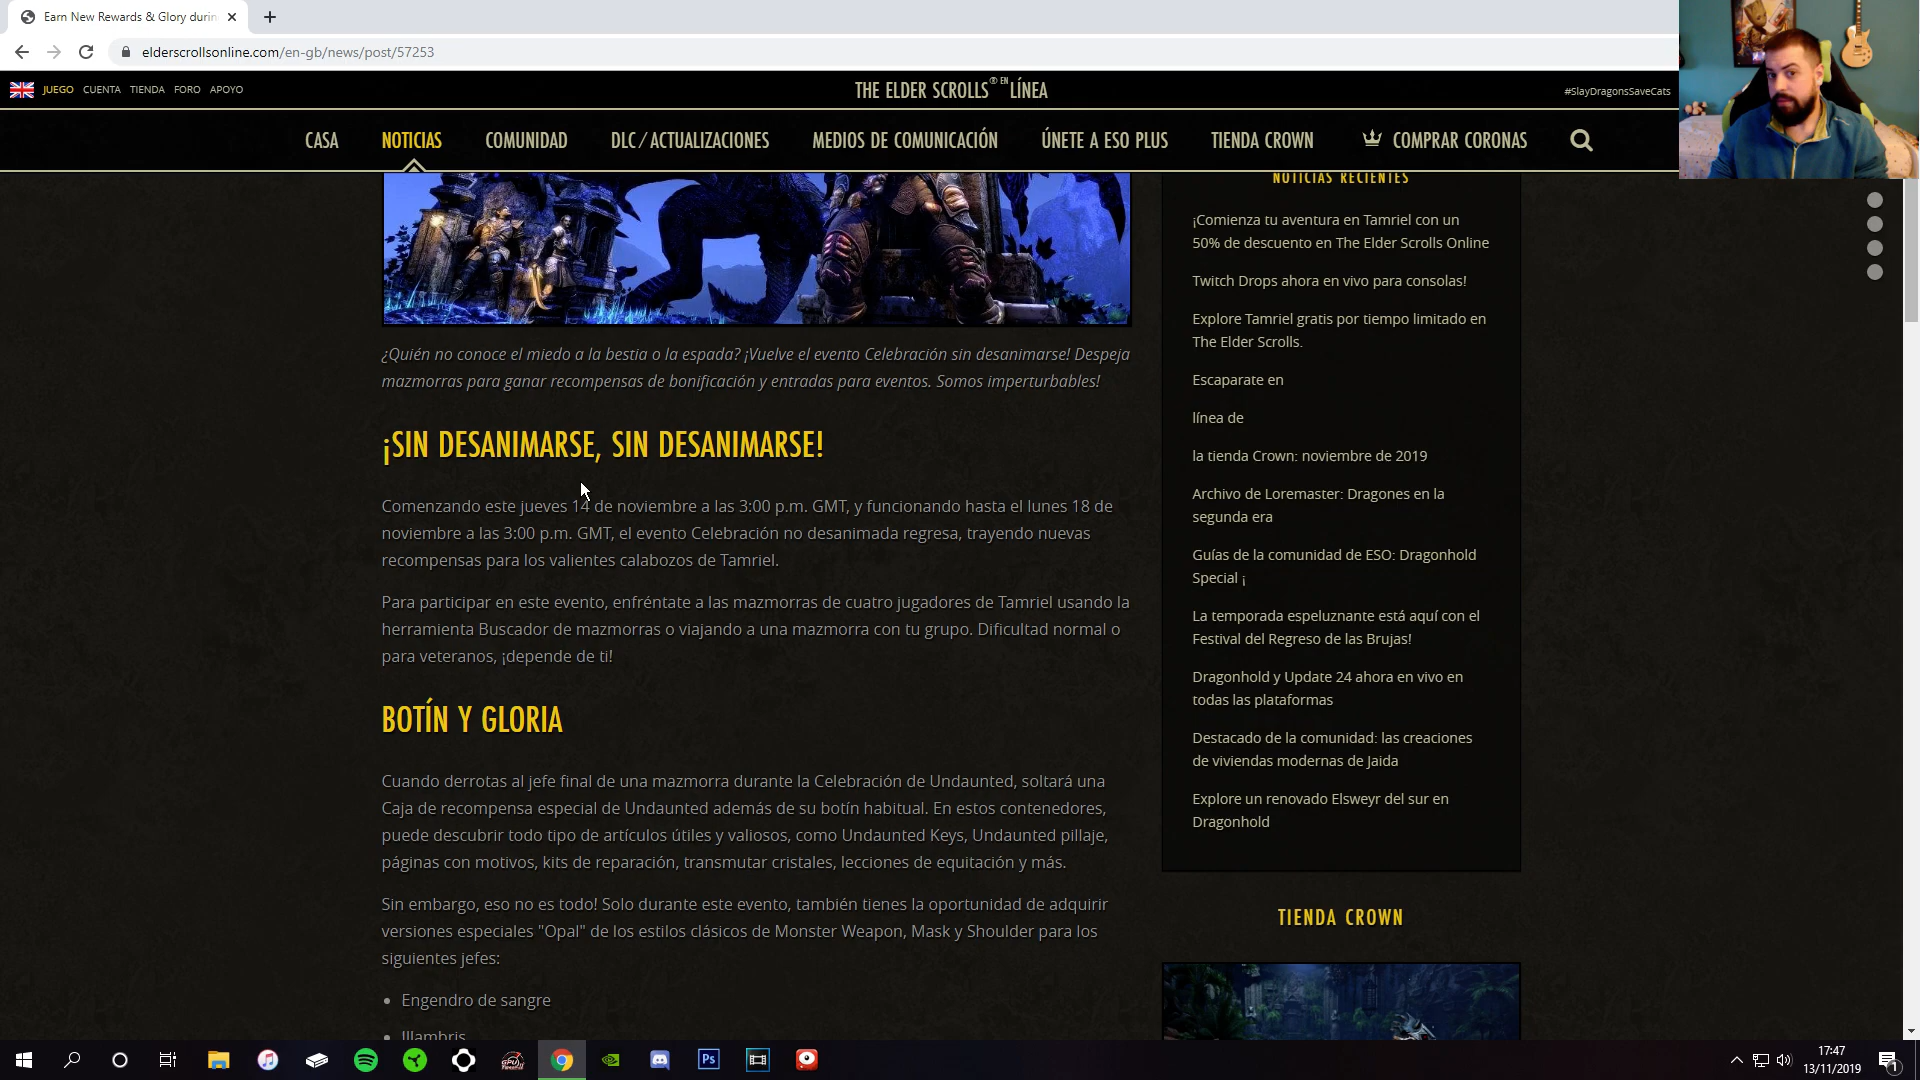 Earn New Rewards & Glory durin
elderscrollsonline.com/en-gb/news/post/57253
JUEGO CUENTA TIENDA FORO APOYO
THE ELDER SCROLLS® EN LÍNEA
#SlayDragonsSaveCats
CASA NOTICIAS COMUNIDAD DLC / ACTUALIZACIONES MEDIOS DE COMUNICACIÓN ÚNETE A ESO PLUS TIENDA CROWN COMPRAR CORONAS
¿Quién no conoce el miedo a la bestia o la espada? ¡Vuelve el evento Celebración sin desanimarse! Despeja
mazmorras para ganar recompensas de bonificación y entradas para eventos. Somos imperturbables!
¡SIN DESANIMARSE, SIN DESANIMARSE!
Comenzando este jueves 14 de noviembre a las 3:00 p.m. GMT, y funcionando hasta el lunes 18 de
noviembre a las 3:00 p.m. GMT, el evento Celebración no desanimada regresa, trayendo nuevas
recompensas para los valientes calabozos de Tamriel.
Para participar en este evento, enfréntate a las mazmorras de cuatro jugadores de Tamriel usando la
herramienta Buscador de mazmorras o viajando a una mazmorra con tu grupo. Dificultad normal o
para veteranos, ¡depende de ti!
BOTÍN Y GLORIA
Cuando derrotas al jefe final de una mazmorra durante la Celebración de Undaunted, soltará una
Caja de recompensa especial de Undaunted además de su botín habitual. En estos contenedores,
puede descubrir todo tipo de artículos útiles y valiosos, como Undaunted Keys, Undaunted pillaje,
páginas con motivos, kits de reparación, transmutar cristales, lecciones de equitación y más.
Sin embargo, eso no es todo! Solo durante este evento, también tienes la oportunidad de adquirir
versiones especiales "Opal" de los estilos clásicos de Monster Weapon, Mask y Shoulder para los
siguientes jefes:
• Engendro de sangre
• Illambris
NOTICIAS RECIENTES
¡Comienza tu aventura en Tamriel con un
50% de descuento en The Elder Scrolls Online
Twitch Drops ahora en vivo para consolas!
Explore Tamriel gratis por tiempo limitado en
The Elder Scrolls.
Escaparate en
línea de
la tienda Crown: noviembre de 2019
Archivo de Loremaster: Dragones en la
segunda era
Guías de la comunidad de ESO: Dragonhold
Special ¡
La temporada espeluznante está aquí con el
Festival del Regreso de las Brujas!
Dragonhold y Update 24 ahora en vivo en
todas las plataformas
Destacado de la comunidad: las creaciones
de viviendas modernas de Jaida
Explore un renovado Elsweyr del sur en
Dragonhold
TIENDA CROWN
Ps
17:47
13/11/2019
1